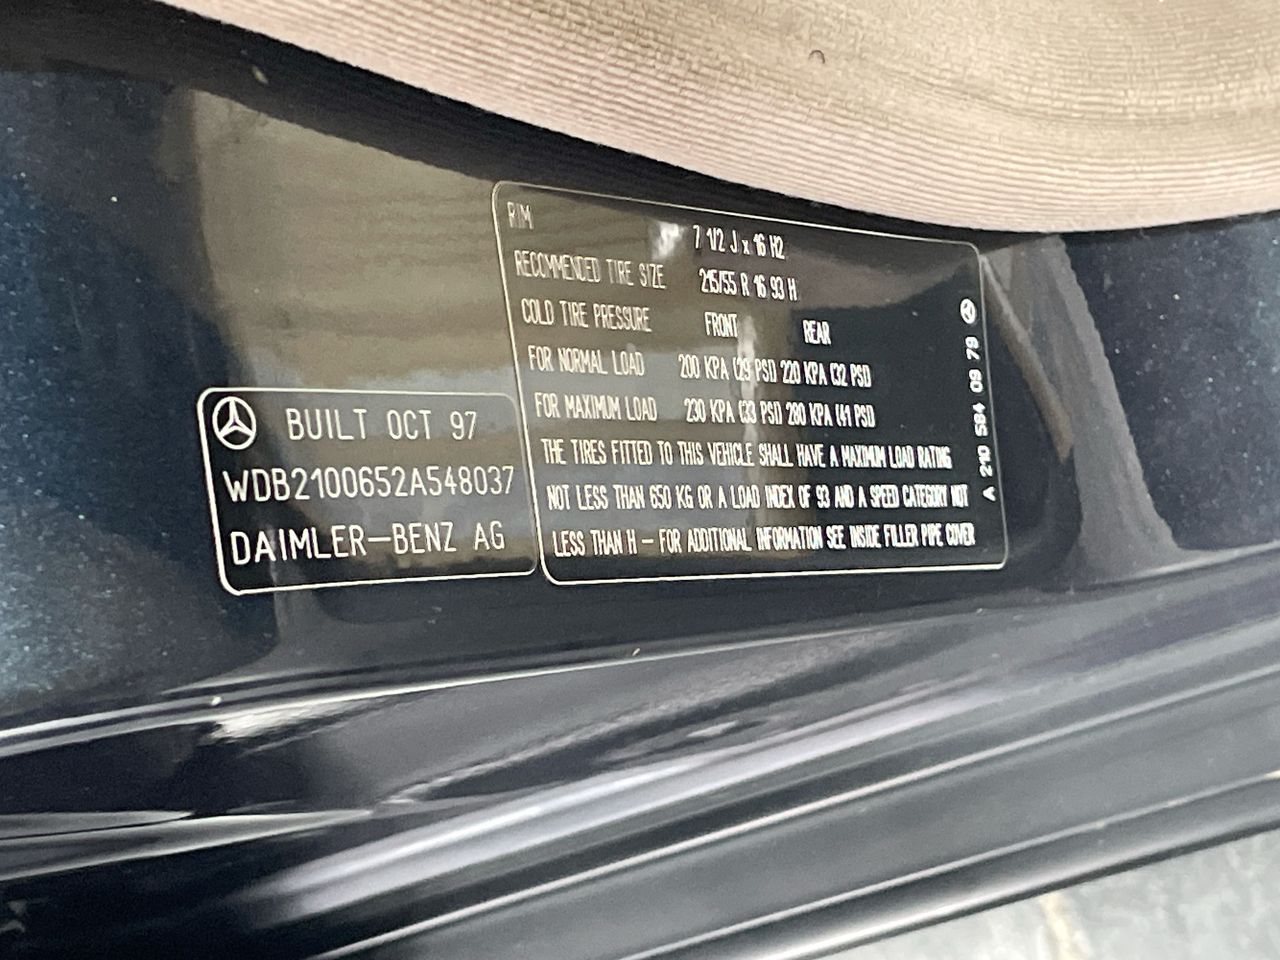 BUILT OCT 97
WDB2100652A548037
DAIMLER-BENZ AG
RIM 7 1/2 J x 16 H2
RECOMMENDED TIRE SIZE 215/55 R 16 93 H
COLD TIRE PRESSURE FRONT REAR
FOR NORMAL LOAD 200 KPA (29 PSI) 220 KPA (32 PSI)
FOR MAXIMUM LOAD 230 KPA (33 PSI) 280 KPA (41 PSI)
THE TIRES FITTED TO THIS VEHICLE SHALL HAVE A MAXIMUM LOAD RATING
NOT LESS THAN 650 KG OR A LOAD INDEX OF 93 AND A SPEED CATEGORY NOT
LESS THAN H - FOR ADDITIONAL INFORMATION SEE INSIDE FILLER PIPE COVER
A 210 584 09 79